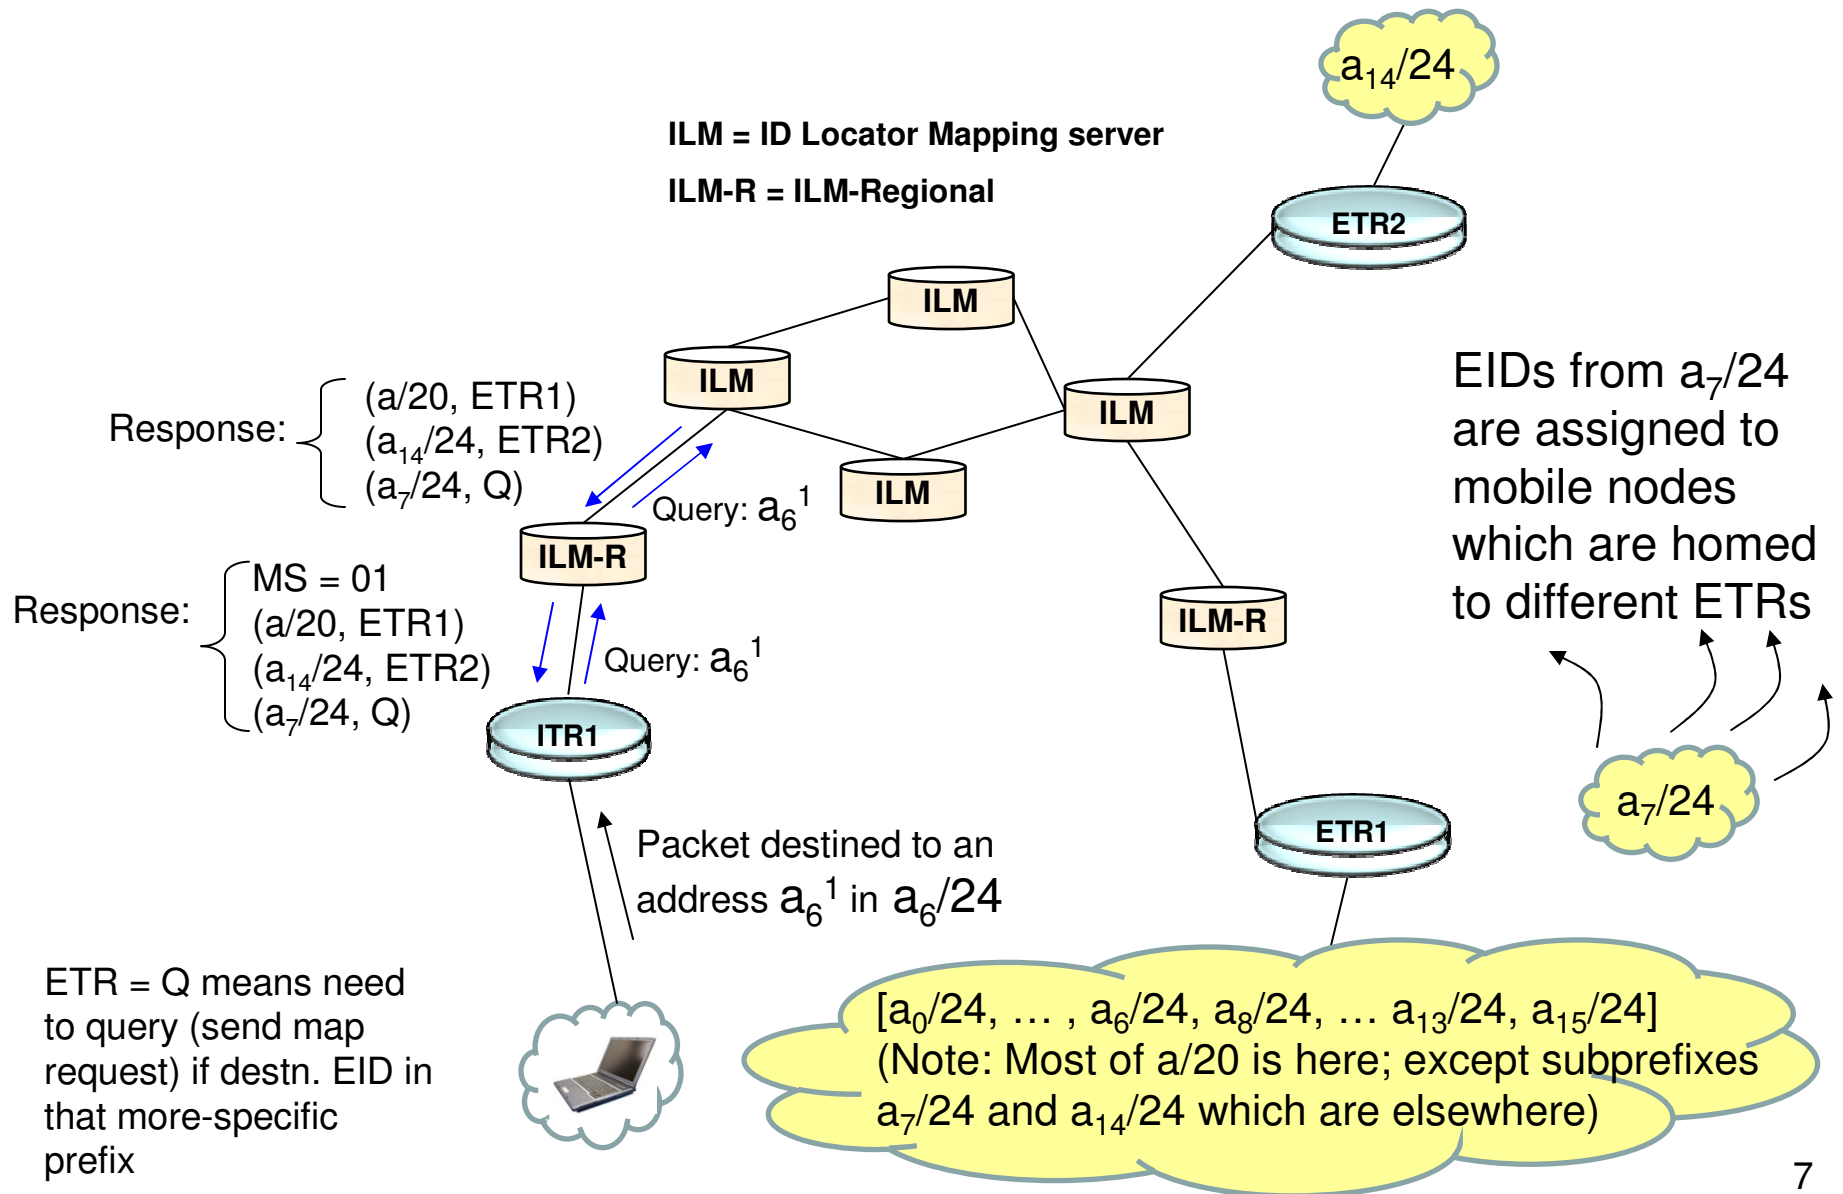 a₁₄/24
ILM = ID Locator Mapping server
ILM-R = ILM-Regional
ETR2
ILM
ILM
ILM
ILM
EIDs from a₇/24
are assigned to
mobile nodes
which are homed
to different ETRs
Response:
(a/20, ETR1)
(a₁₄/24, ETR2)
(a₇/24, Q)
Query: a₆¹
ILM-R
Response:
MS = 01
(a/20, ETR1)
(a₁₄/24, ETR2)
(a₇/24, Q)
Query: a₆¹
ILM-R
ITR1
a₇/24
ETR1
Packet destined to an
address a₆¹ in a₆/24
ETR = Q means need
to query (send map
request) if destn. EID in
that more-specific
prefix
[a₀/24, … , a₆/24, a₈/24, … a₁₃/24, a₁₅/24]
(Note: Most of a/20 is here; except subprefixes
a₇/24 and a₁₄/24 which are elsewhere)
7